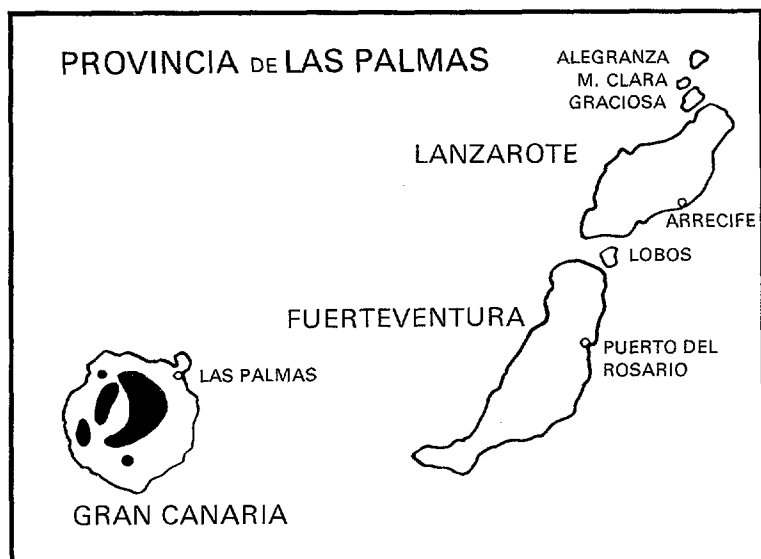 PROVINCIA DE LAS PALMAS
ALEGRANZA
M. CLARA
GRACIOSA
LANZAROTE
ARRECIFE
LOBOS
FUERTEVENTURA
PUERTO DEL
ROSARIO
LAS PALMAS
GRAN CANARIA